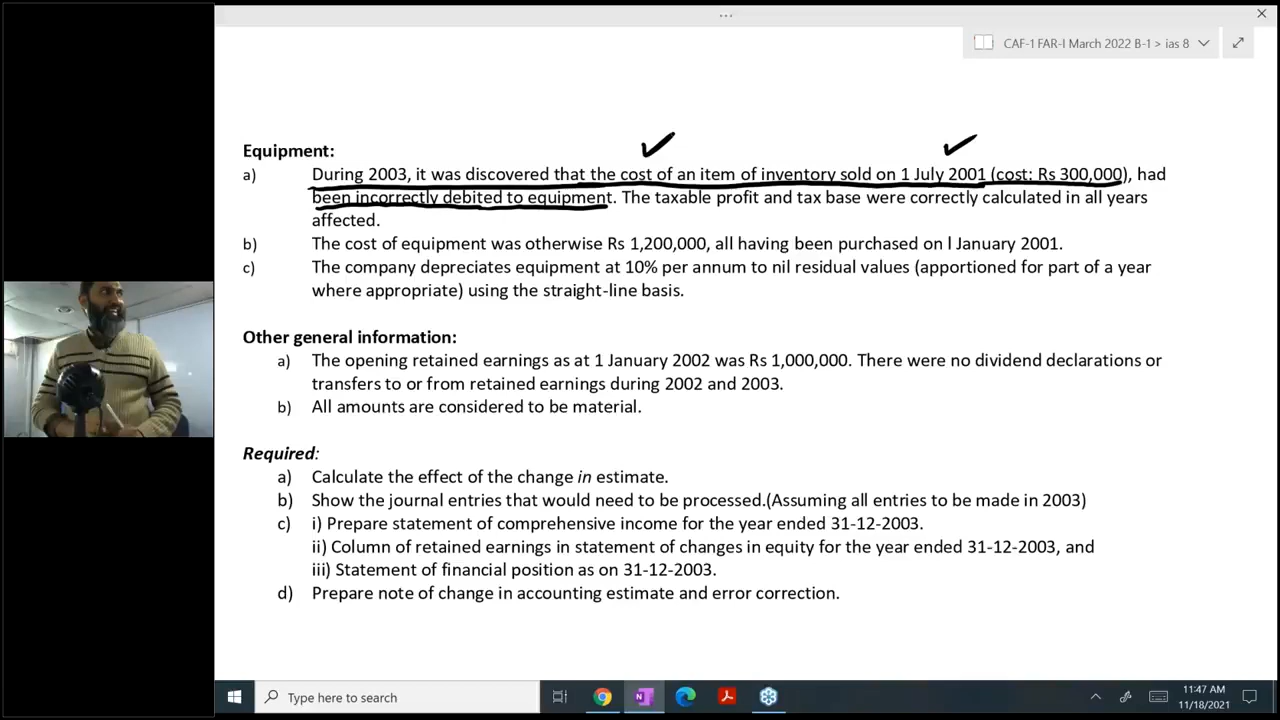 CAF-1 FAR-I March 2022 B-1 > ias 8
Equipment:
a) During 2003, it was discovered that the cost of an item of inventory sold on 1 July 2001 (cost: Rs 300,000), had
been incorrectly debited to equipment. The taxable profit and tax base were correctly calculated in all years
affected.
b) The cost of equipment was otherwise Rs 1,200,000, all having been purchased on l January 2001.
c) The company depreciates equipment at 10% per annum to nil residual values (apportioned for part of a year
where appropriate) using the straight-line basis.
Other general information:
a) The opening retained earnings as at 1 January 2002 was Rs 1,000,000. There were no dividend declarations or
transfers to or from retained earnings during 2002 and 2003.
b) All amounts are considered to be material.
Required:
a) Calculate the effect of the change in estimate.
b) Show the journal entries that would need to be processed.(Assuming all entries to be made in 2003)
c) i) Prepare statement of comprehensive income for the year ended 31-12-2003.
ii) Column of retained earnings in statement of changes in equity for the year ended 31-12-2003, and
iii) Statement of financial position as on 31-12-2003.
d) Prepare note of change in accounting estimate and error correction.
Type here to search
11:47 AM
11/18/2021